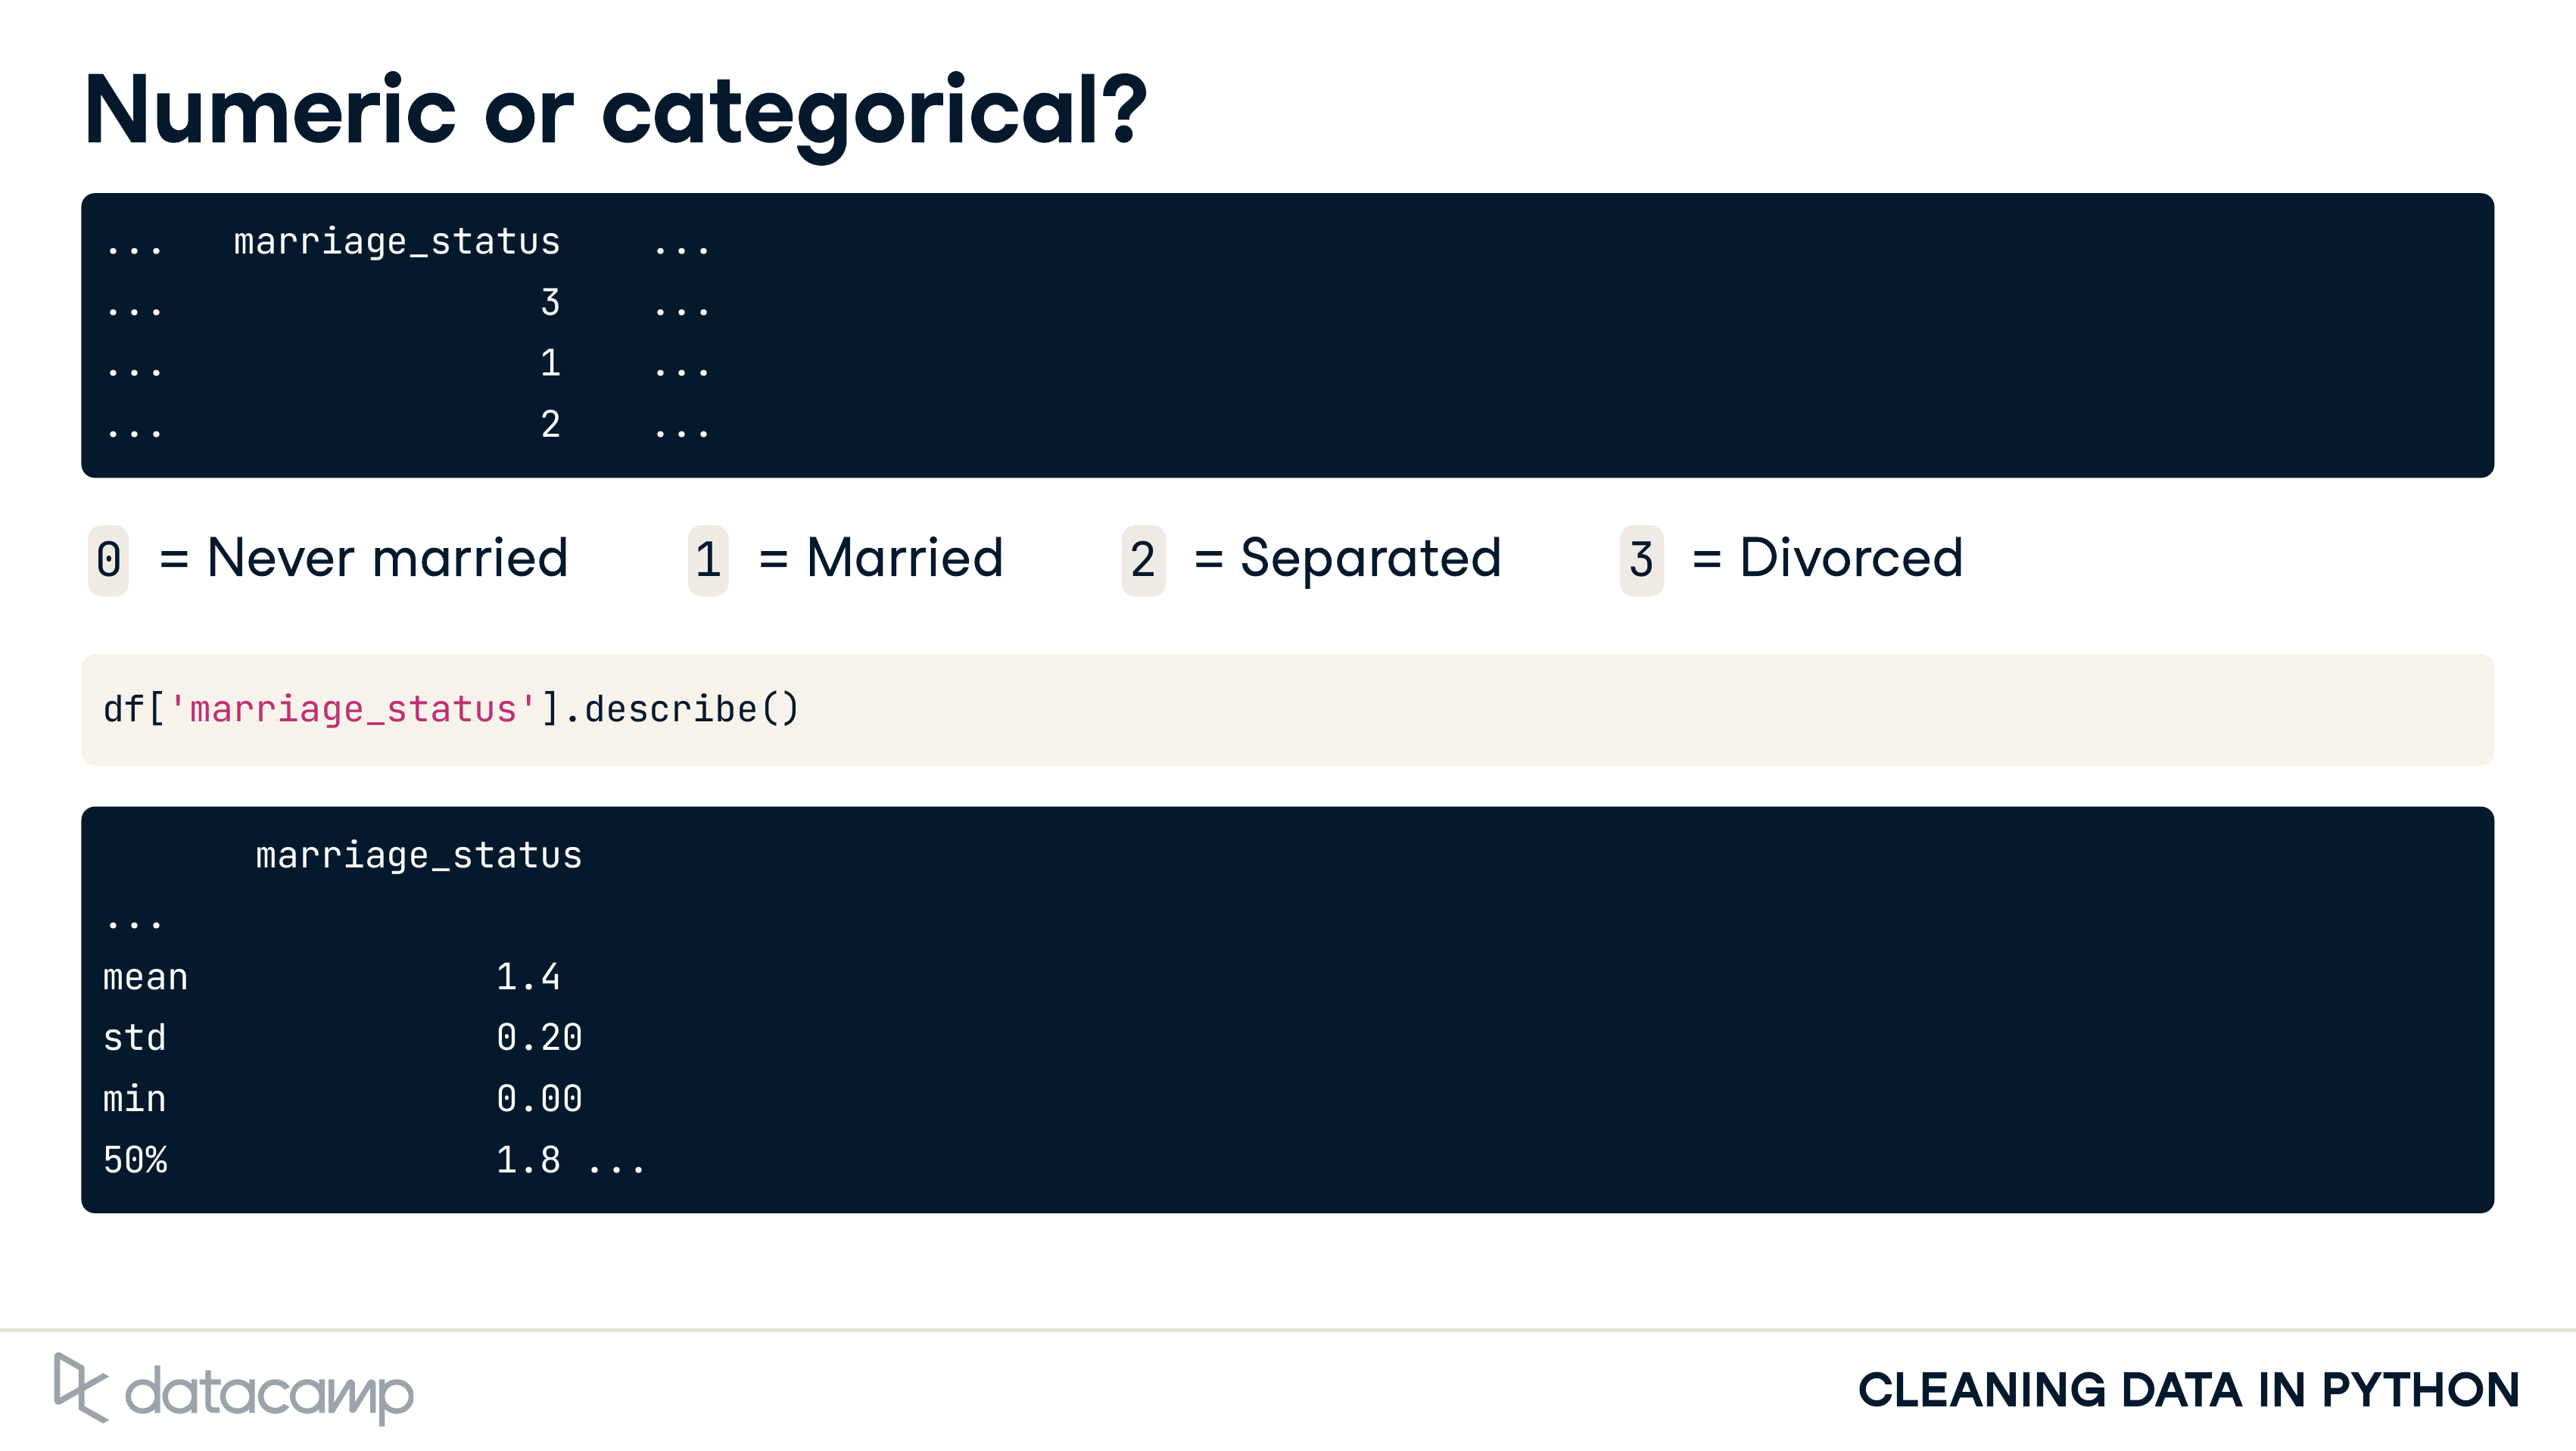 Numeric or categorical?
... marriage_status ...
... 3 ...
... 1 ...
... 2 ...
0 = Never married 1 = Married 2 = Separated 3 = Divorced
df['marriage_status'].describe()
marriage_status
...
mean 1.4
std 0.20
min 0.00
50% 1.8 ...
datacamp
CLEANING DATA IN PYTHON